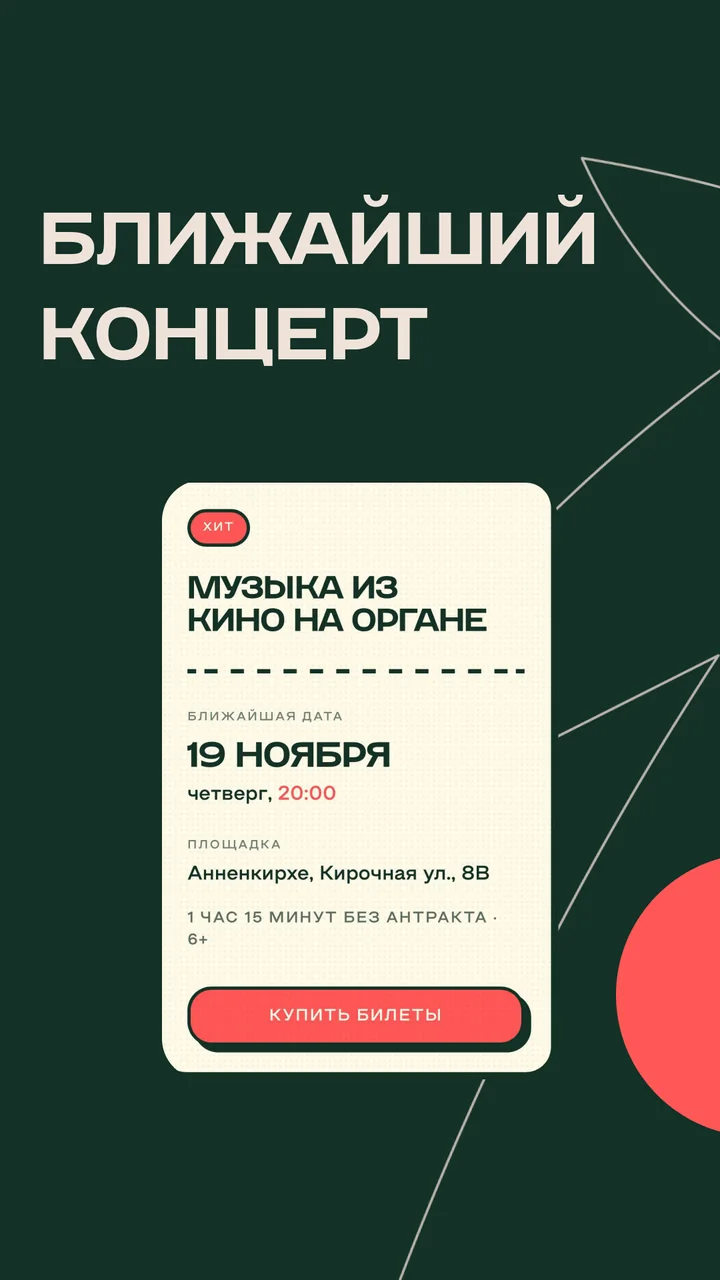 БЛИЖАЙШИЙ
КОНЦЕРТ
ХИТ
МУЗЫКА ИЗ
КИНО НА ОРГАНЕ
БЛИЖАЙШАЯ ДАТА
19 НОЯБРЯ
четверг, 20:00
ПЛОЩАДКА
Анненкирхе, Кирочная ул., 8В
1 ЧАС 15 МИНУТ БЕЗ АНТРАКТА ·
6+
КУПИТЬ БИЛЕТЫ